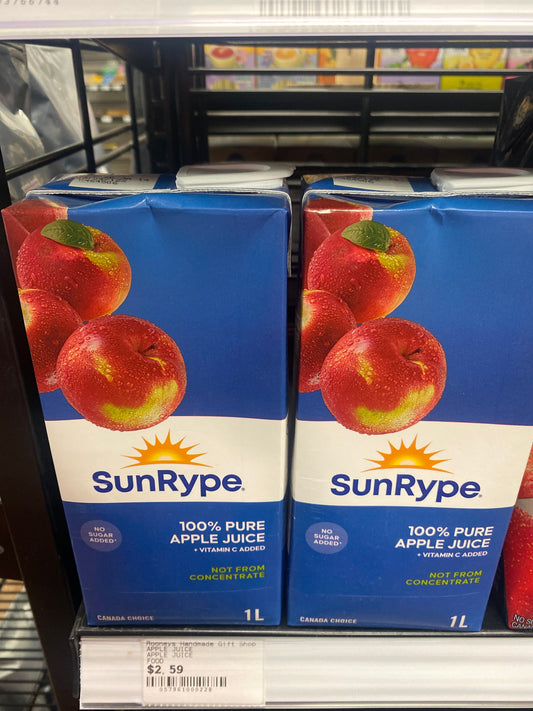 SunRype
NO SUGAR ADDED*
100% PURE
APPLE JUICE
+ VITAMIN C ADDED
NOT FROM
CONCENTRATE
CANADA CHOICE
1L
SunRype
NO SUGAR ADDED*
100% PURE
APPLE JUICE
+ VITAMIN C ADDED
NOT FROM
CONCENTRATE
CANADA CHOICE
1L
Rooneys Handmade Gift Shop
APPLE JUICE
APPLE JUICE
FOOD
$2.59
057961000228